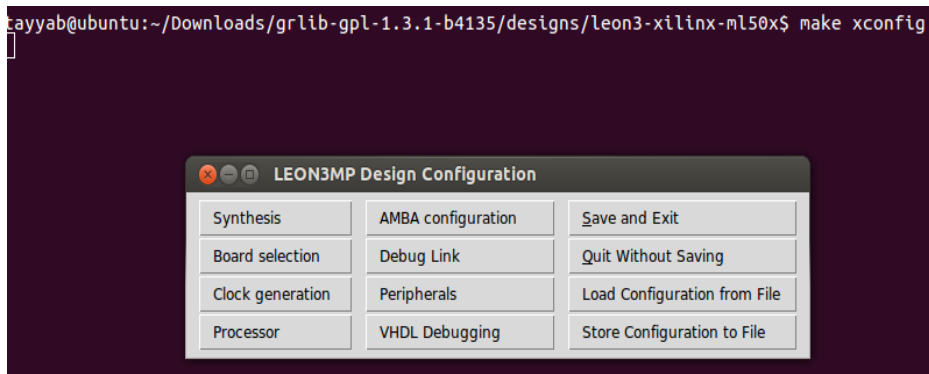 tayyab@ubuntu:~/Downloads/grlib-gpl-1.3.1-b4135/designs/leon3-xilinx-ml50x$ make xconfig
LEON3MP Design Configuration
Synthesis AMBA configuration Save and Exit
Board selection Debug Link Quit Without Saving
Clock generation Peripherals Load Configuration from File
Processor VHDL Debugging Store Configuration to File